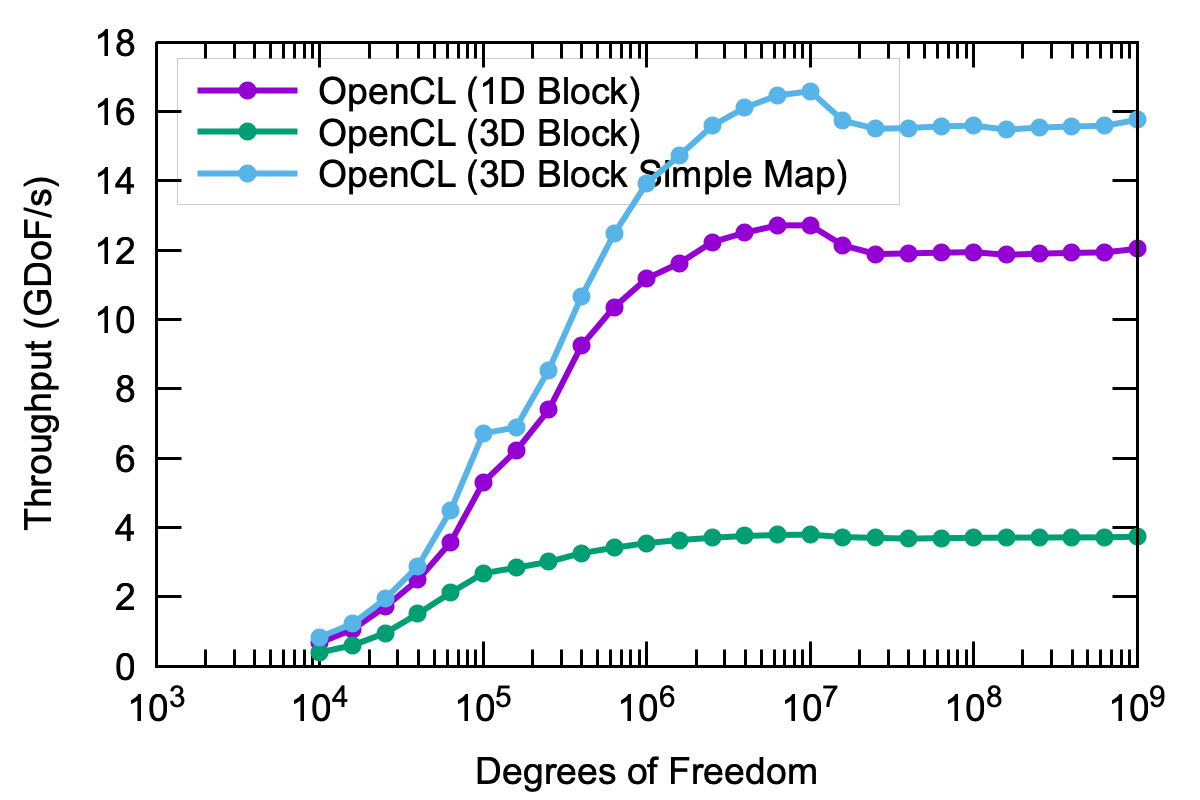 18
16
14
12
10
8
6
4
2
0
Throughput (GDoF/s)
OpenCL (1D Block)
OpenCL (3D Block)
OpenCL (3D Block Simple Map)
10³ 10⁴ 10⁵ 10⁶ 10⁷ 10⁸ 10⁹
Degrees of Freedom